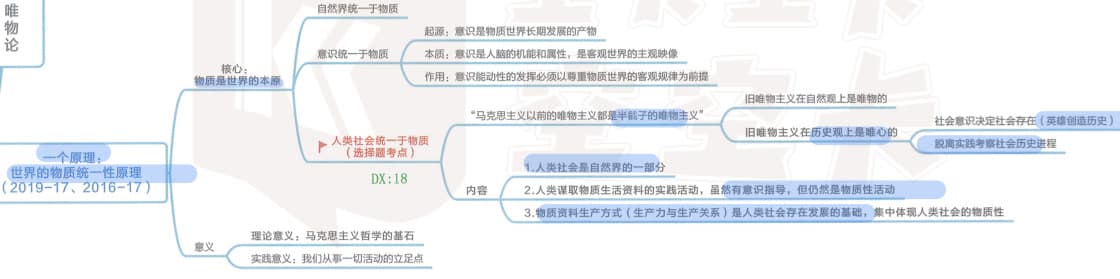 唯
物
论
一个原理：
世界的物质统一性原理
（2019-17、2016-17）
核心：
物质是世界的本原
自然界统一于物质
意识统一于物质
起源：意识是物质世界长期发展的产物
本质：意识是人脑的机能和属性，是客观世界的主观映像
作用：意识能动性的发挥必须以尊重物质世界的客观规律为前提
人类社会统一于物质
（选择题考点）
DX:18
“马克思主义以前的唯物主义都是半截子的唯物主义”
旧唯物主义在自然观上是唯物的
旧唯物主义在历史观上是唯心的
社会意识决定社会存在（英雄创造历史）
脱离实践考察社会历史进程
内容
1.人类社会是自然界的一部分
2.人类谋取物质生活资料的实践活动，虽然有意识指导，但仍然是物质性活动
3.物质资料生产方式（生产力与生产关系）是人类社会存在发展的基础，集中体现人类社会的物质性
意义
理论意义：马克思主义哲学的基石
实践意义：我们从事一切活动的立足点